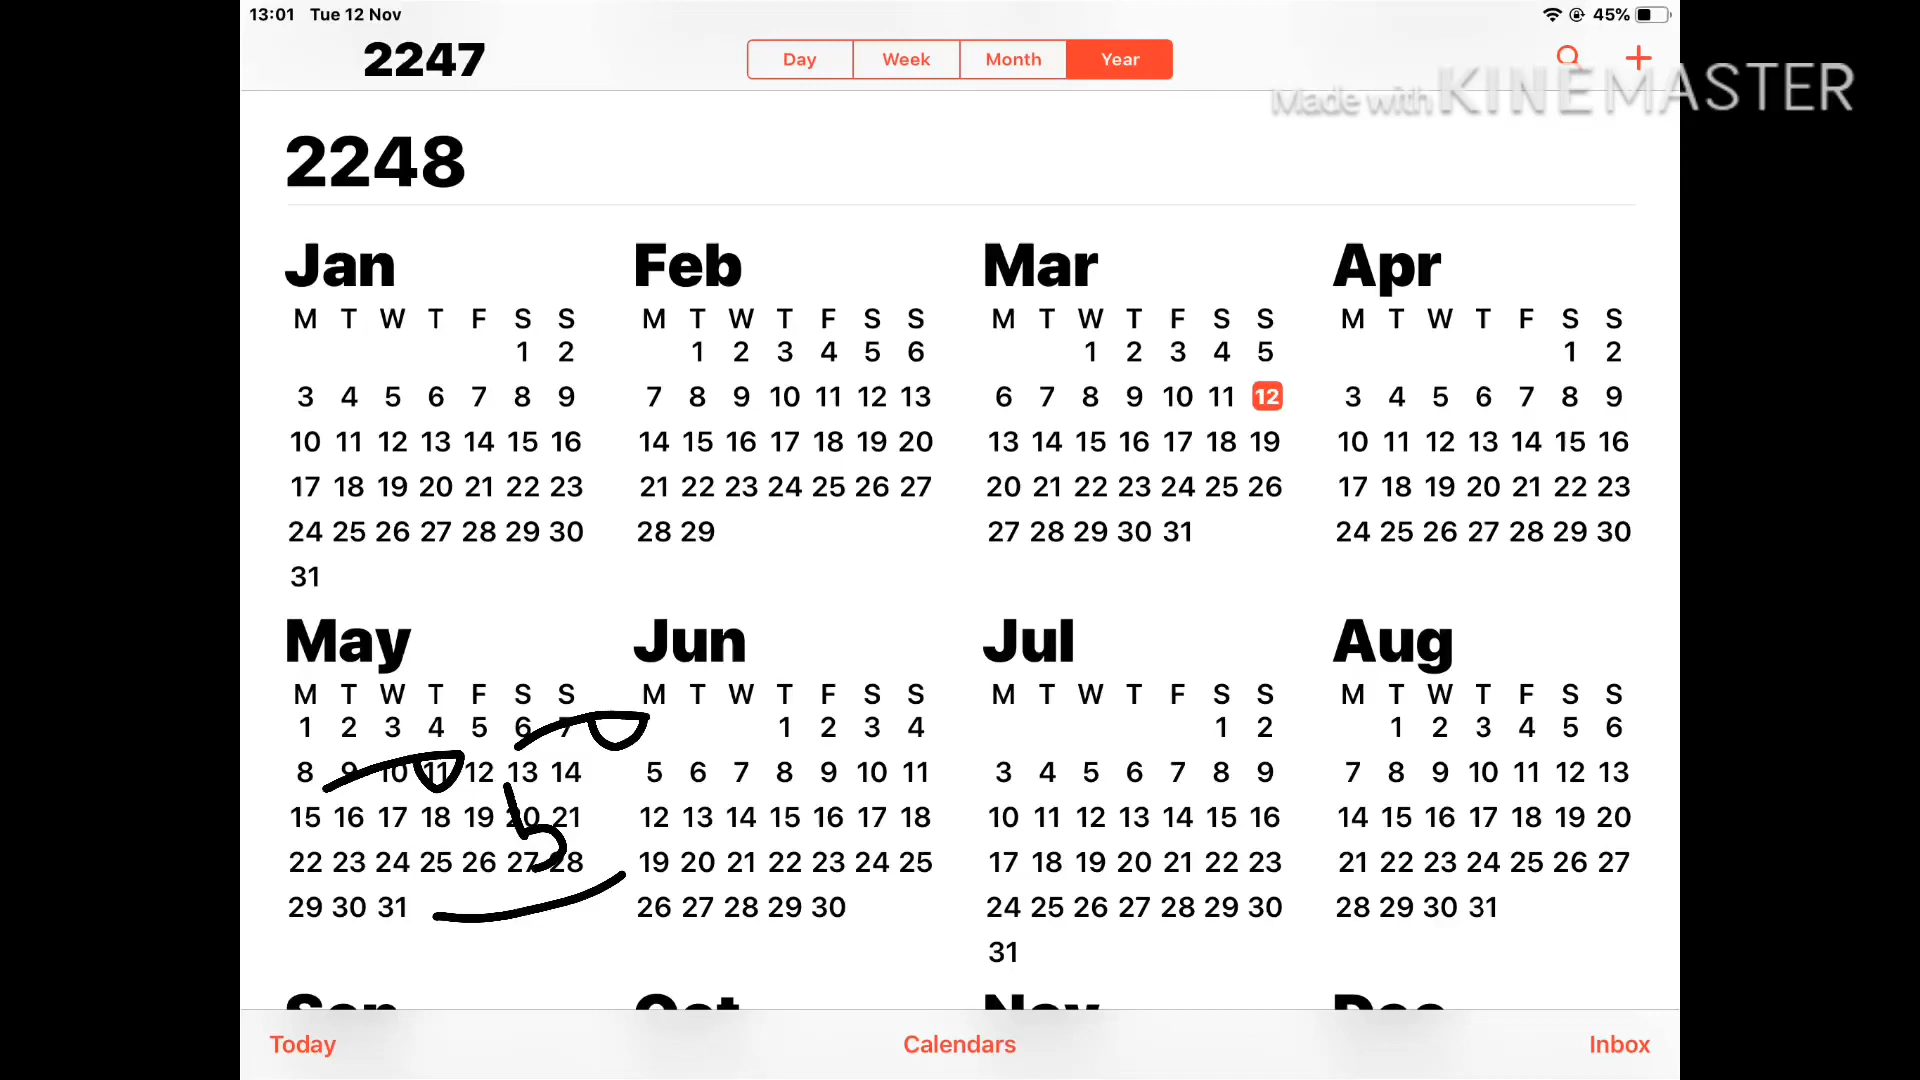 13:01 Tue 12 Nov 45%
2247 Day Week Month Year
Made with KINEMASTER
2248
Jan Feb Mar Apr
M T W T F S S M T W T F S S M T W T F S S M T W T F S S
1 2 1 2 3 4 5 6 1 2 3 4 5 1 2
3 4 5 6 7 8 9 7 8 9 10 11 12 13 6 7 8 9 10 11 12 3 4 5 6 7 8 9
10 11 12 13 14 15 16 14 15 16 17 18 19 20 13 14 15 16 17 18 19 10 11 12 13 14 15 16
17 18 19 20 21 22 23 21 22 23 24 25 26 27 20 21 22 23 24 25 26 17 18 19 20 21 22 23
24 25 26 27 28 29 30 28 29 27 28 29 30 31 24 25 26 27 28 29 30
31
May Jun Jul Aug
M T W T F S S M T W T F S S M T W T F S S M T W T F S S
1 2 3 4 5 6 7 1 2 3 4 1 2 1 2 3 4 5 6
8 9 10 11 12 13 14 5 6 7 8 9 10 11 3 4 5 6 7 8 9 7 8 9 10 11 12 13
15 16 17 18 19 20 21 12 13 14 15 16 17 18 10 11 12 13 14 15 16 14 15 16 17 18 19 20
22 23 24 25 26 27 28 19 20 21 22 23 24 25 17 18 19 20 21 22 23 21 22 23 24 25 26 27
29 30 31 26 27 28 29 30 24 25 26 27 28 29 30 28 29 30 31
31
Sep Oct Nov Dec
Today Calendars Inbox